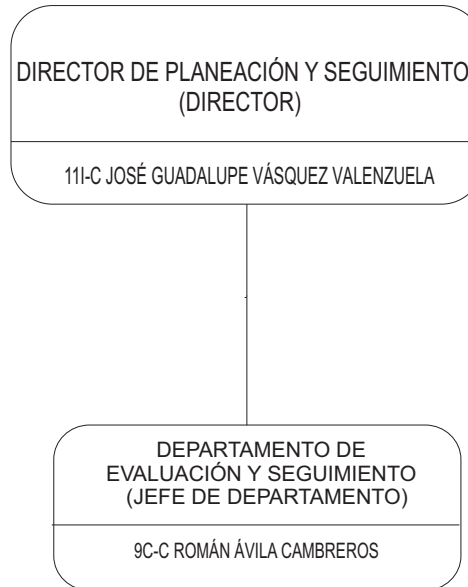 DIRECTOR DE PLANEACIÓN Y SEGUIMIENTO
(DIRECTOR)
11I-C JOSÉ GUADALUPE VÁSQUEZ VALENZUELA
DEPARTAMENTO DE
EVALUACIÓN Y SEGUIMIENTO
(JEFE DE DEPARTAMENTO)
9C-C ROMÁN ÁVILA CAMBREROS